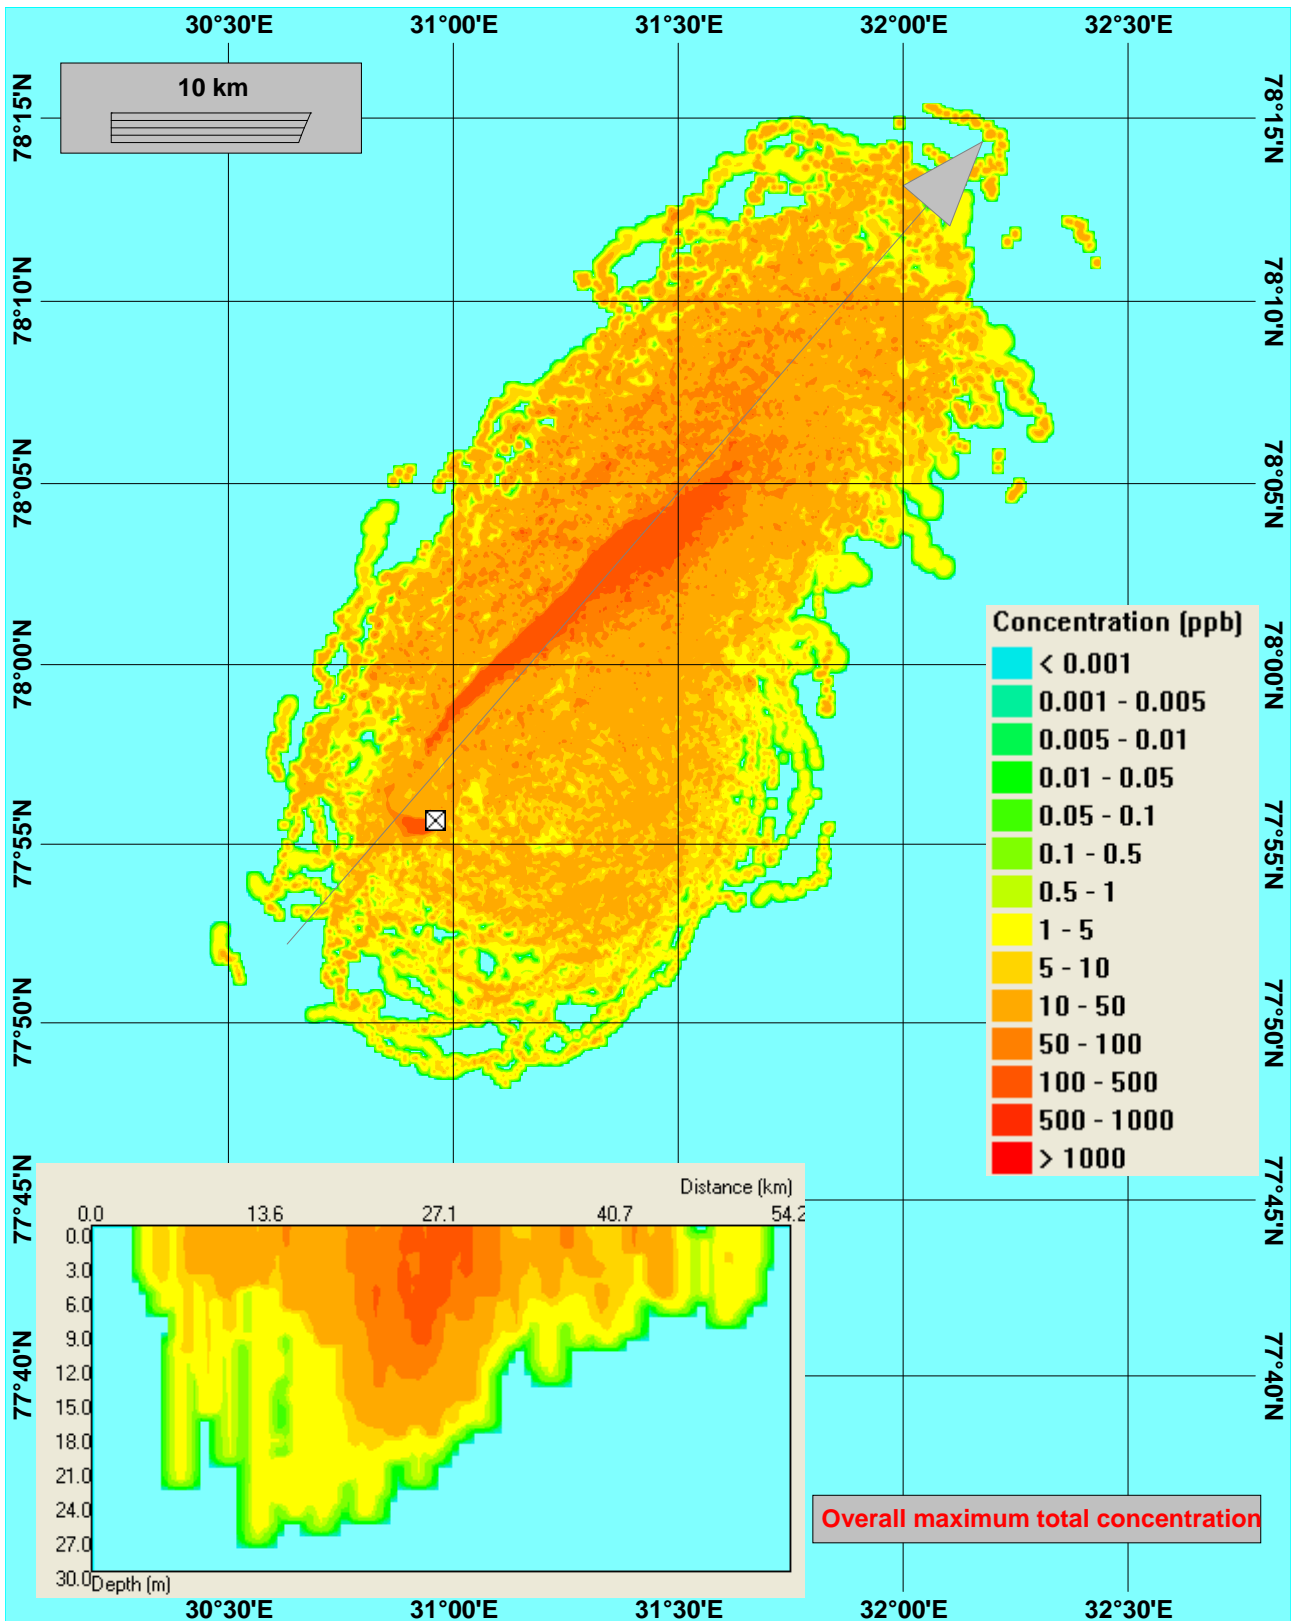 30°30'E 31°00'E 31°30'E 32°00'E 32°30'E
10 km
78°15'N 78°15'N
78°10'N 78°10'N
78°05'N 78°05'N
78°00'N 78°00'N
77°55'N 77°55'N
77°50'N 77°50'N
77°45'N 77°45'N
77°40'N 77°40'N
Concentration (ppb)
< 0.001
0.001 - 0.005
0.005 - 0.01
0.01 - 0.05
0.05 - 0.1
0.1 - 0.5
0.5 - 1
1 - 5
5 - 10
10 - 50
50 - 100
100 - 500
500 - 1000
> 1000
Distance (km)
0.0 13.6 27.1 40.7 54.2
0.0
3.0
6.0
9.0
12.0
15.0
18.0
21.0
24.0
27.0
30.0 Depth (m)
Overall maximum total concentration
30°30'E 31°00'E 31°30'E 32°00'E 32°30'E